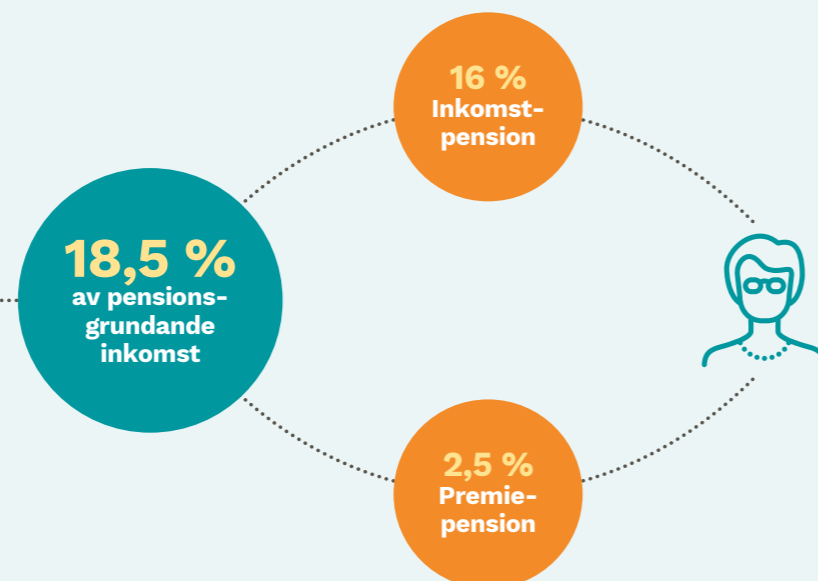 18,5 %
av pensions-
grundande
inkomst
16 %
Inkomst-
pension
2,5 %
Premie-
pension